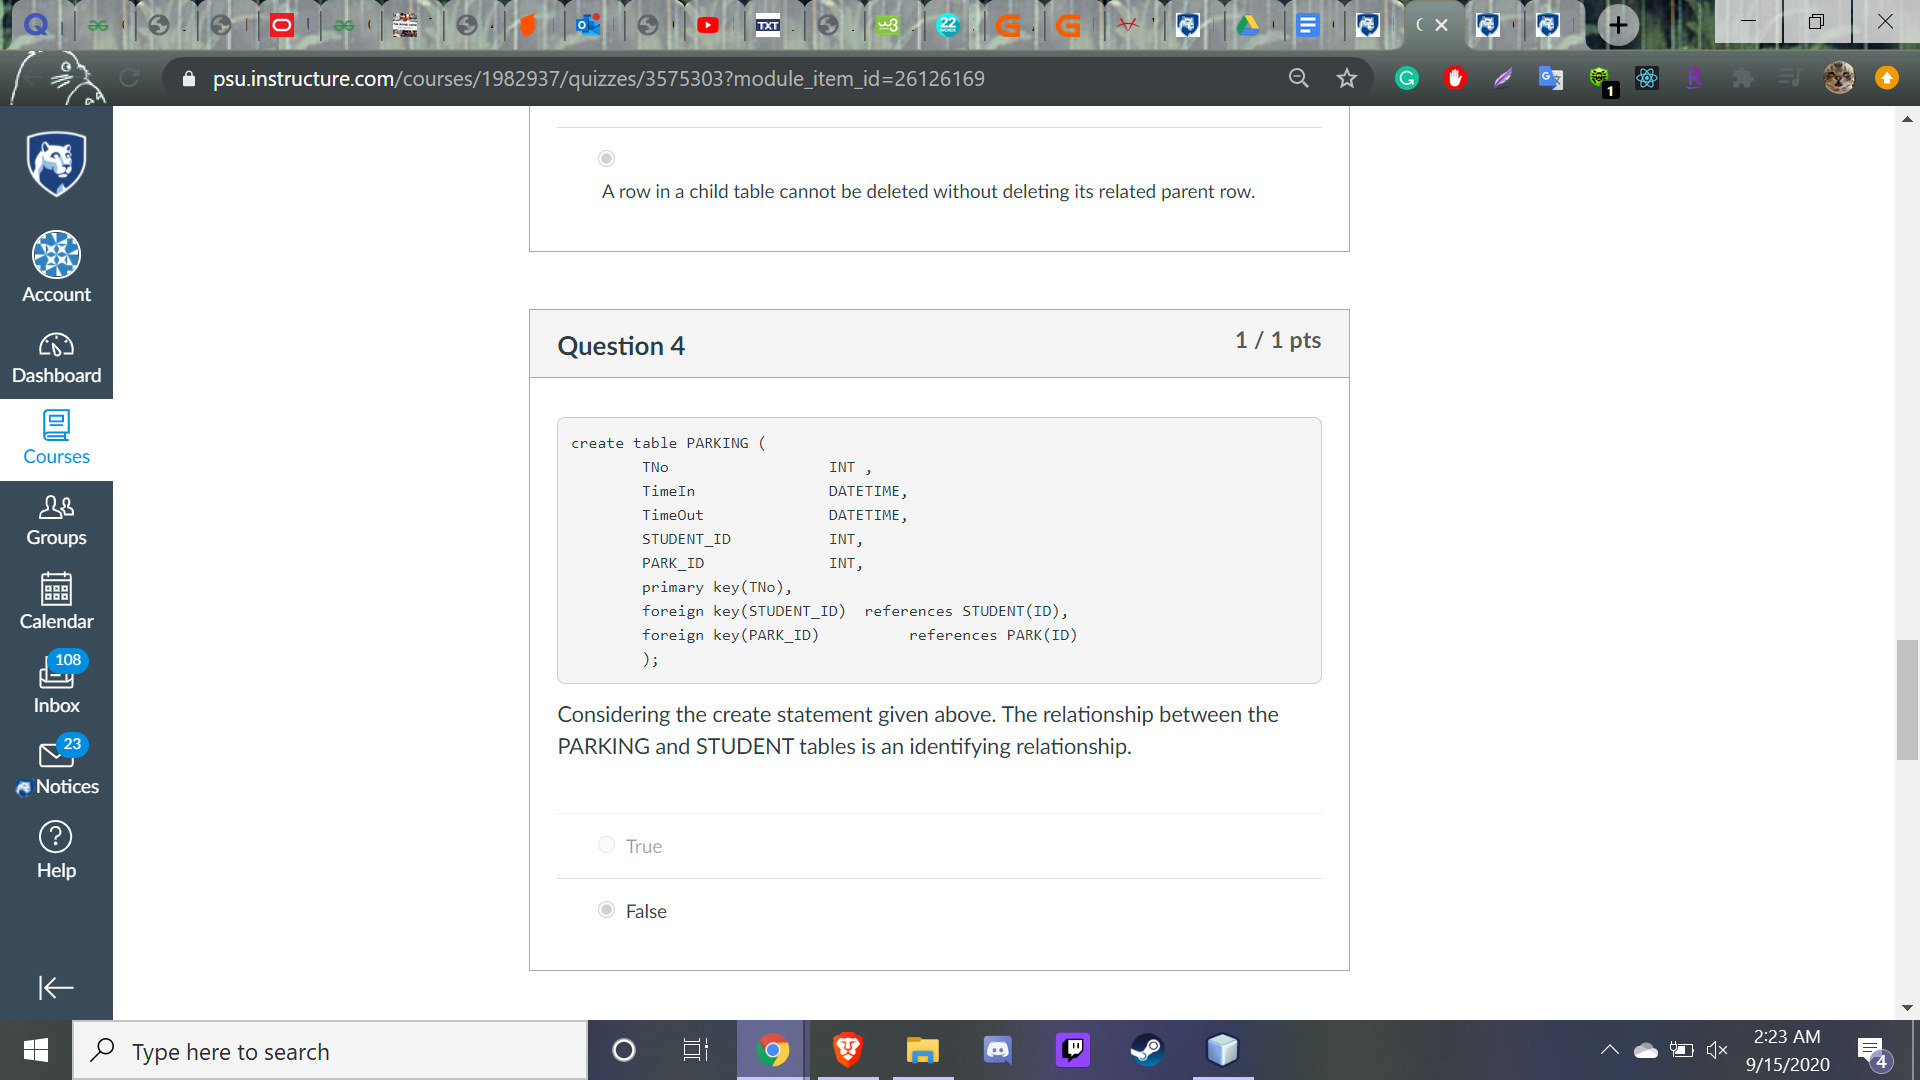 TXT
w3
22
WORDS
psu.instructure.com/courses/1982937/quizzes/3575303?module_item_id=26126169
1
Account
Dashboard
Courses
Groups
Calendar
108
Inbox
23
Notices
Help
A row in a child table cannot be deleted without deleting its related parent row.
Question 4
1 / 1 pts
create table PARKING (
TNo INT ,
TimeIn DATETIME,
TimeOut DATETIME,
STUDENT_ID INT,
PARK_ID INT,
primary key(TNo),
foreign key(STUDENT_ID) references STUDENT(ID),
foreign key(PARK_ID) references PARK(ID)
);
Considering the create statement given above. The relationship between the
PARKING and STUDENT tables is an identifying relationship.
True
False
Type here to search
2:23 AM
9/15/2020
4